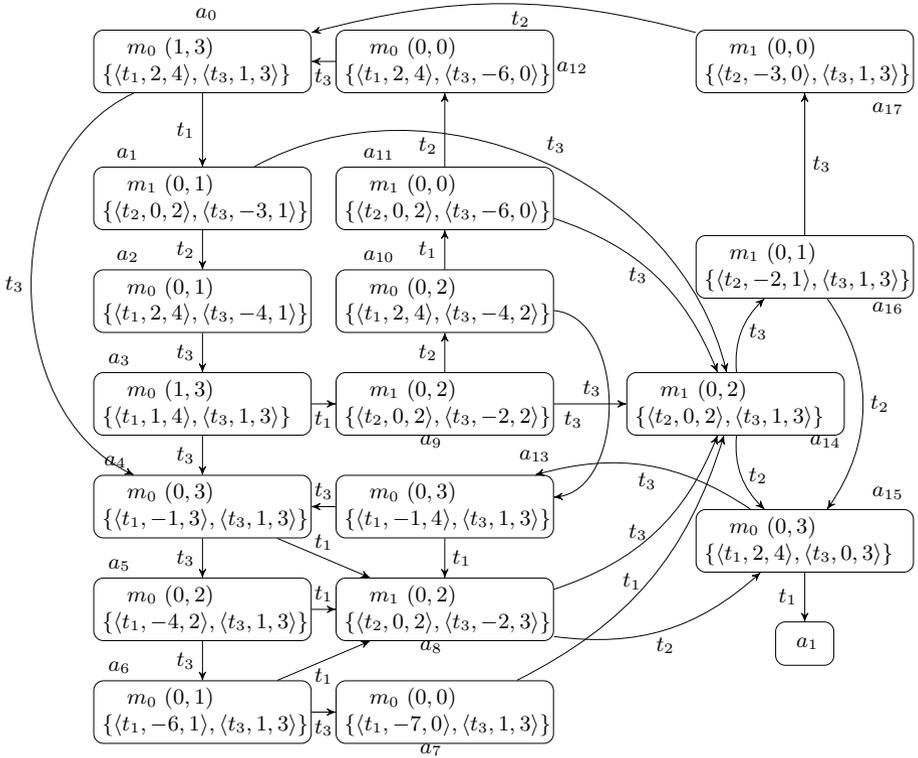 a0
t2
m0 (1, 3)
{⟨t1, 2, 4⟩, ⟨t3, 1, 3⟩}
t3
m0 (0, 0)
{⟨t1, 2, 4⟩, ⟨t3, −6, 0⟩}
a12
m1 (0, 0)
{⟨t2, −3, 0⟩, ⟨t3, 1, 3⟩}
a17
t1
t2
t3
t3
a1
a11
m1 (0, 1)
{⟨t2, 0, 2⟩, ⟨t3, −3, 1⟩}
m1 (0, 0)
{⟨t2, 0, 2⟩, ⟨t3, −6, 0⟩}
t2
t1
t3
a2
a10
m1 (0, 1)
{⟨t2, −2, 1⟩, ⟨t3, 1, 3⟩}
a16
t3
m0 (0, 1)
{⟨t1, 2, 4⟩, ⟨t3, −4, 1⟩}
m0 (0, 2)
{⟨t1, 2, 4⟩, ⟨t3, −4, 2⟩}
t3
t3
t2
a3
m0 (1, 3)
{⟨t1, 1, 4⟩, ⟨t3, 1, 3⟩}
t1
m1 (0, 2)
{⟨t2, 0, 2⟩, ⟨t3, −2, 2⟩}
a9
t3
t3
m1 (0, 2)
{⟨t2, 0, 2⟩, ⟨t3, 1, 3⟩}
a14
t2
t3
a4
a13
t3
t2
a15
m0 (0, 3)
{⟨t1, −1, 3⟩, ⟨t3, 1, 3⟩}
t3
m0 (0, 3)
{⟨t1, −1, 4⟩, ⟨t3, 1, 3⟩}
m0 (0, 3)
{⟨t1, 2, 4⟩, ⟨t3, 0, 3⟩}
t3
t1
t1
t3
a5
m0 (0, 2)
{⟨t1, −4, 2⟩, ⟨t3, 1, 3⟩}
t1
m1 (0, 2)
{⟨t2, 0, 2⟩, ⟨t3, −2, 3⟩}
a8
t1
t1
t2
a1
t3
a6
t1
m0 (0, 1)
{⟨t1, −6, 1⟩, ⟨t3, 1, 3⟩}
t3
m0 (0, 0)
{⟨t1, −7, 0⟩, ⟨t3, 1, 3⟩}
a7